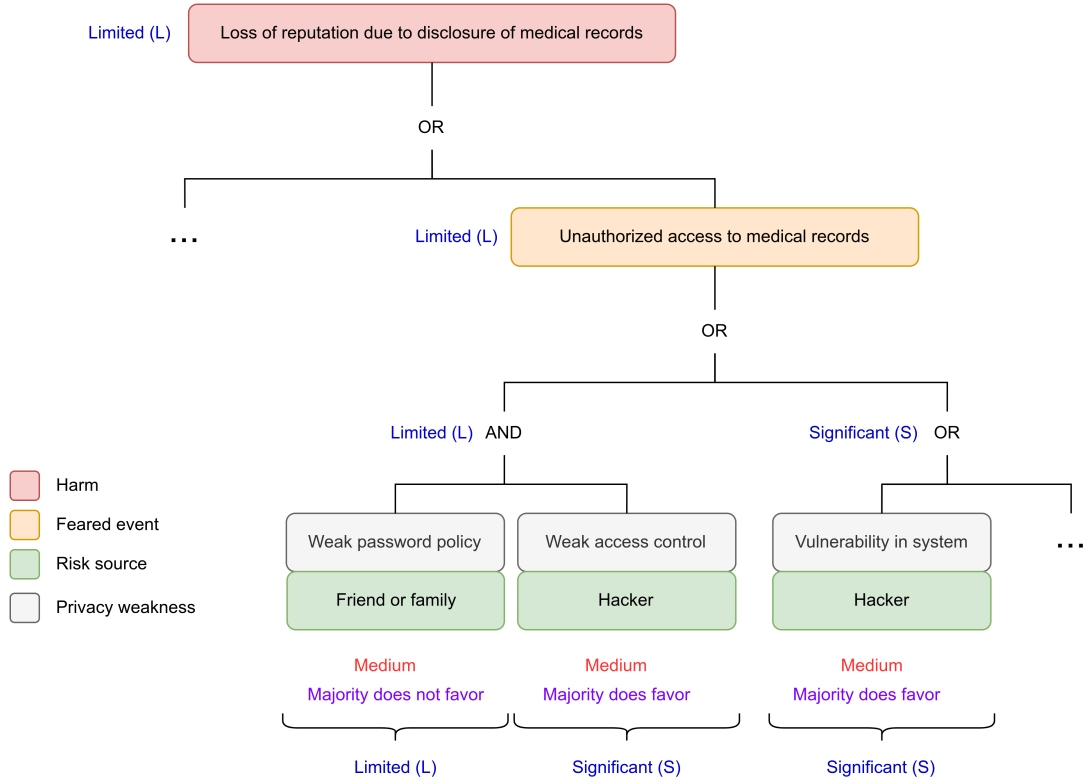 Limited (L)
Loss of reputation due to disclosure of medical records
OR
...
Limited (L)
Unauthorized access to medical records
OR
Limited (L) AND
Significant (S) OR
Weak password policy
Friend or family
Weak access control
Hacker
Vulnerability in system
Hacker
...
Medium
Majority does not favor
Limited (L)
Medium
Majority does favor
Significant (S)
Medium
Majority does favor
Significant (S)
Harm
Feared event
Risk source
Privacy weakness